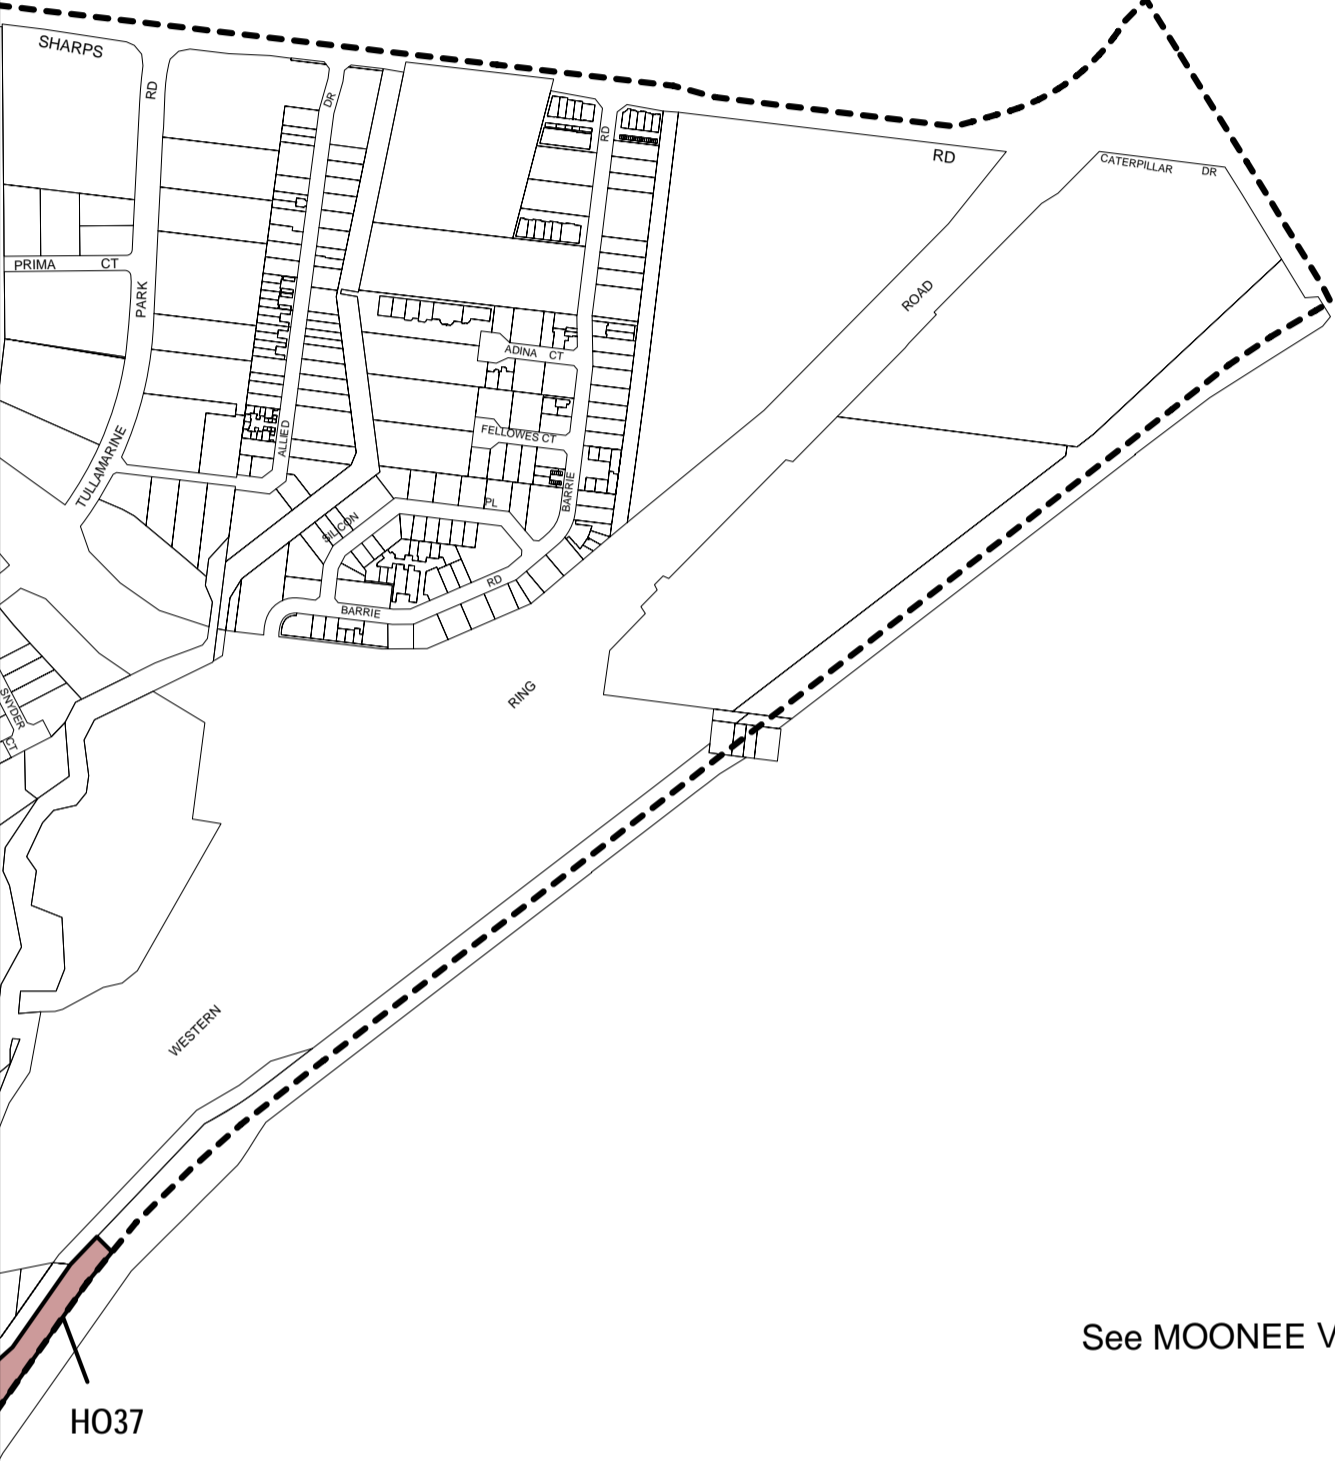 SHARPS
RD
DR
RD
RD
CATERPILLAR DR
PRIMA CT
PARK
ROAD
ADINA CT
ALLIED
FELLOWES CT
TULLAMARINE
BARRIE
PL
SILICON
RD
BARRIE
RING
SNYDER
CT
WESTERN
See MOONEE V
HO37